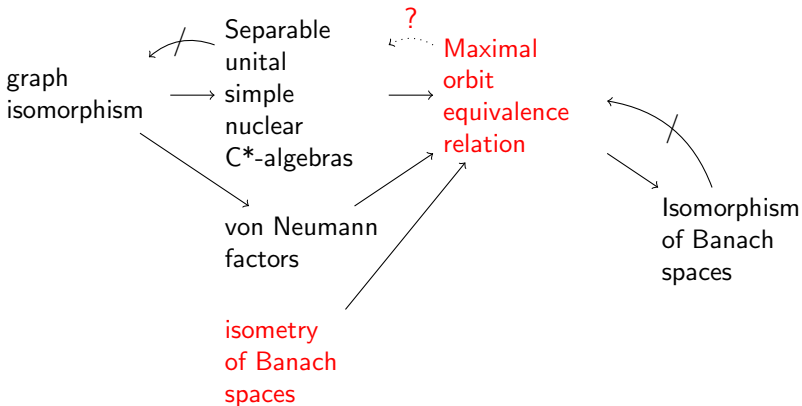 graph
isomorphism
Separable
unital
simple
nuclear
C*-algebras
?
Maximal
orbit
equivalence
relation
von Neumann
factors
Isomorphism
of Banach
spaces
isometry
of Banach
spaces